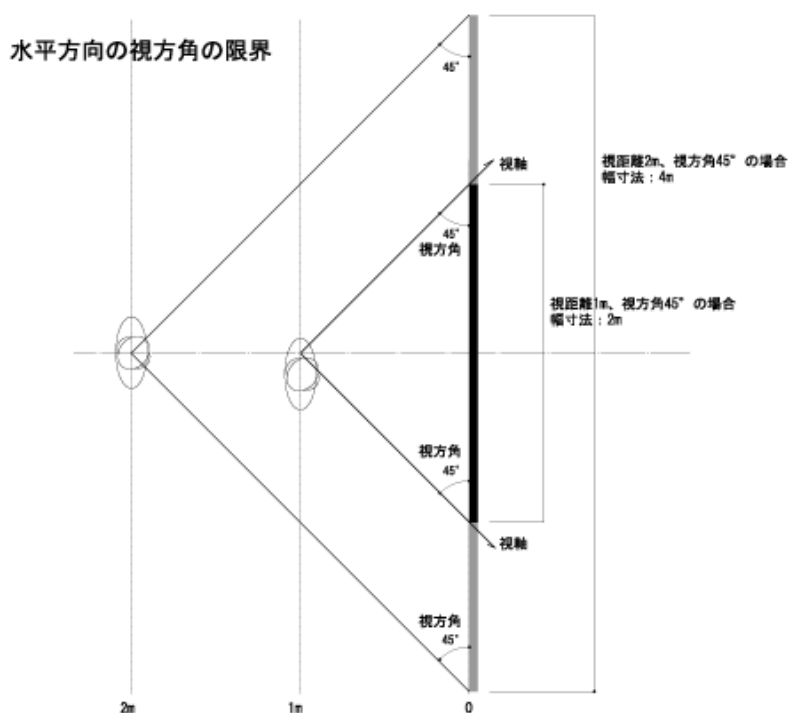 水平方向の視方角の限界
45°
視軸
視距離2m、視方角45° の場合
幅寸法：4m
45°
視方角
視距離1m、視方角45° の場合
幅寸法：2m
視方角
45°
視軸
視方角
45°
2m
1m
0